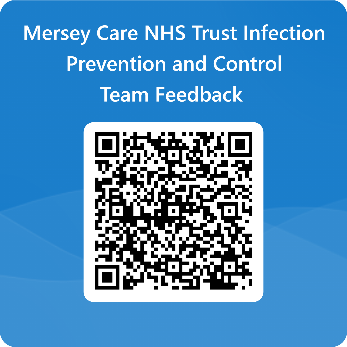 Mersey Care NHS Trust Infection
Prevention and Control
Team Feedback